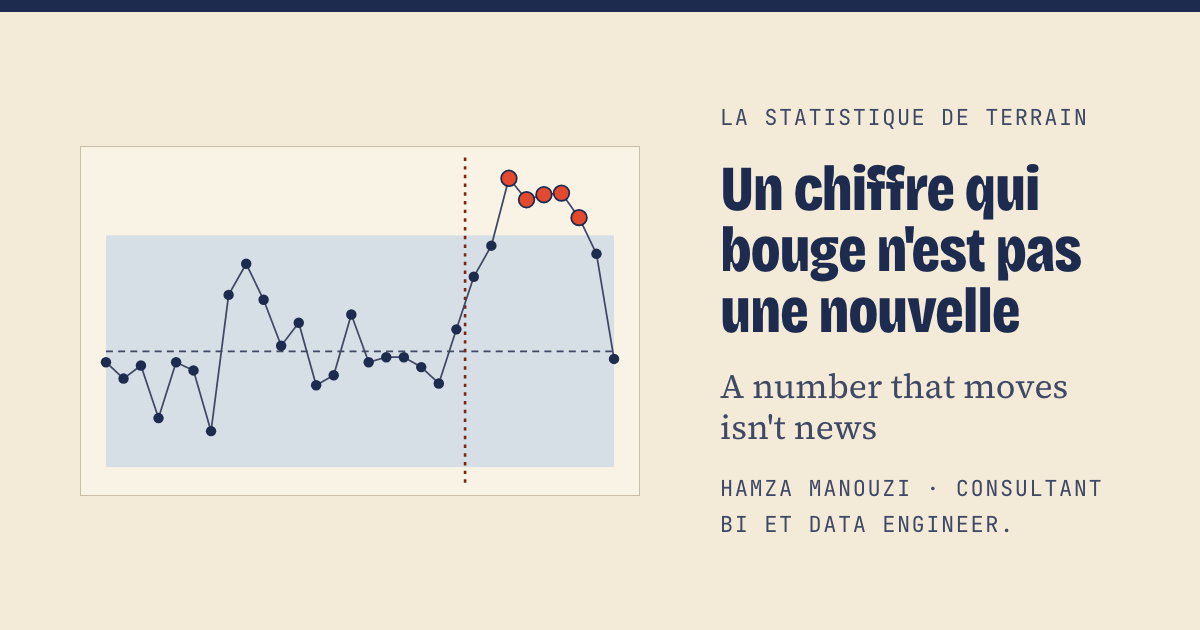 LA STATISTIQUE DE TERRAIN
Un chiffre qui
bouge n'est pas
une nouvelle
A number that moves
isn't news
HAMZA MANOUZI · CONSULTANT
BI ET DATA ENGINEER.